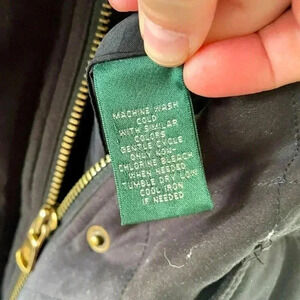 MACHINE WASH
COLD
WITH SIMILAR
COLORS
GENTLE CYCLE
ONLY NON-
CHLORINE BLEACH
WHEN NEEDED
TUMBLE DRY LOW
COOL IRON
IF NEEDED